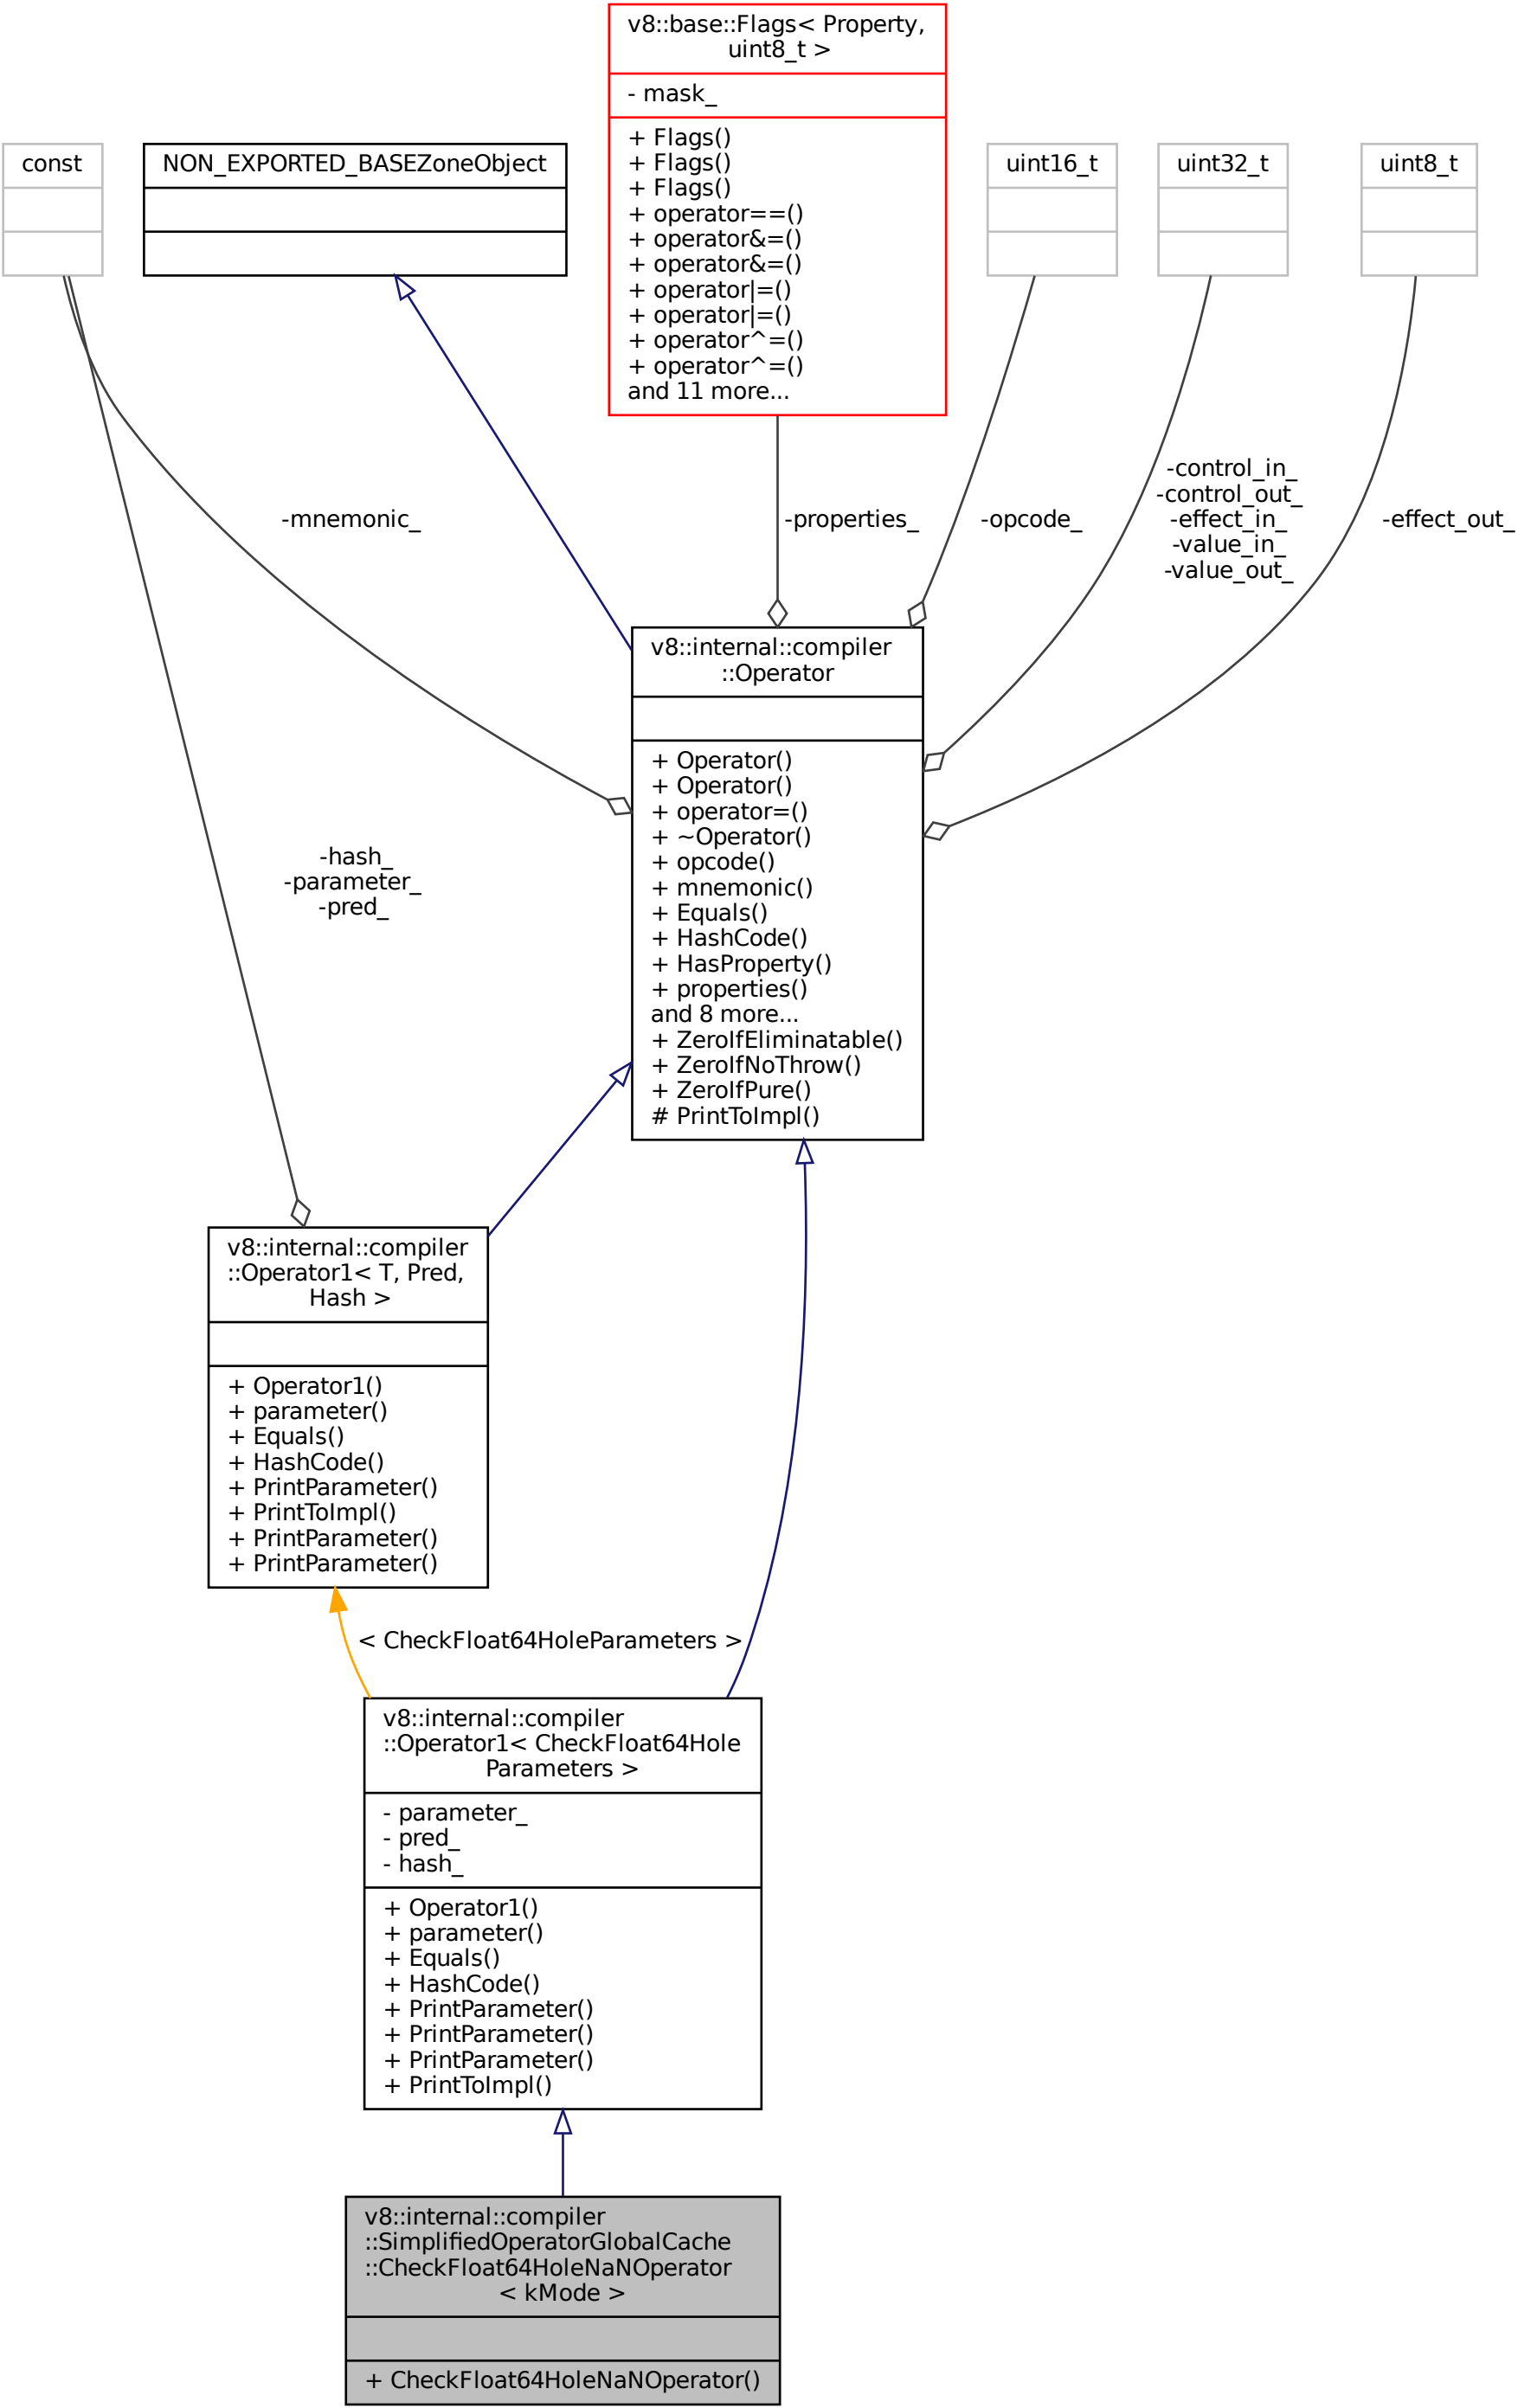 v8::base::Flags< Property,
uint8_t >
- mask_
+ Flags()
+ Flags()
+ Flags()
+ operator==()
+ operator&=()
+ operator&=()
+ operator|=()
+ operator|=()
+ operator^=()
+ operator^=()
and 11 more...
const
NON_EXPORTED_BASEZoneObject
uint16_t
uint32_t
uint8_t
-mnemonic_
-properties_
-opcode_
-control_in_
-control_out_
-effect_in_
-value_in_
-value_out_
-effect_out_
v8::internal::compiler
::Operator
+ Operator()
+ Operator()
+ operator=()
+ ~Operator()
+ opcode()
+ mnemonic()
+ Equals()
+ HashCode()
+ HasProperty()
+ properties()
and 8 more...
+ ZeroIfEliminatable()
+ ZeroIfNoThrow()
+ ZeroIfPure()
# PrintToImpl()
-hash_
-parameter_
-pred_
v8::internal::compiler
::Operator1< T, Pred,
Hash >
+ Operator1()
+ parameter()
+ Equals()
+ HashCode()
+ PrintParameter()
+ PrintToImpl()
+ PrintParameter()
+ PrintParameter()
< CheckFloat64HoleParameters >
v8::internal::compiler
::Operator1< CheckFloat64Hole
Parameters >
- parameter_
- pred_
- hash_
+ Operator1()
+ parameter()
+ Equals()
+ HashCode()
+ PrintParameter()
+ PrintParameter()
+ PrintParameter()
+ PrintToImpl()
v8::internal::compiler
::SimplifiedOperatorGlobalCache
::CheckFloat64HoleNaNOperator
< kMode >
+ CheckFloat64HoleNaNOperator()